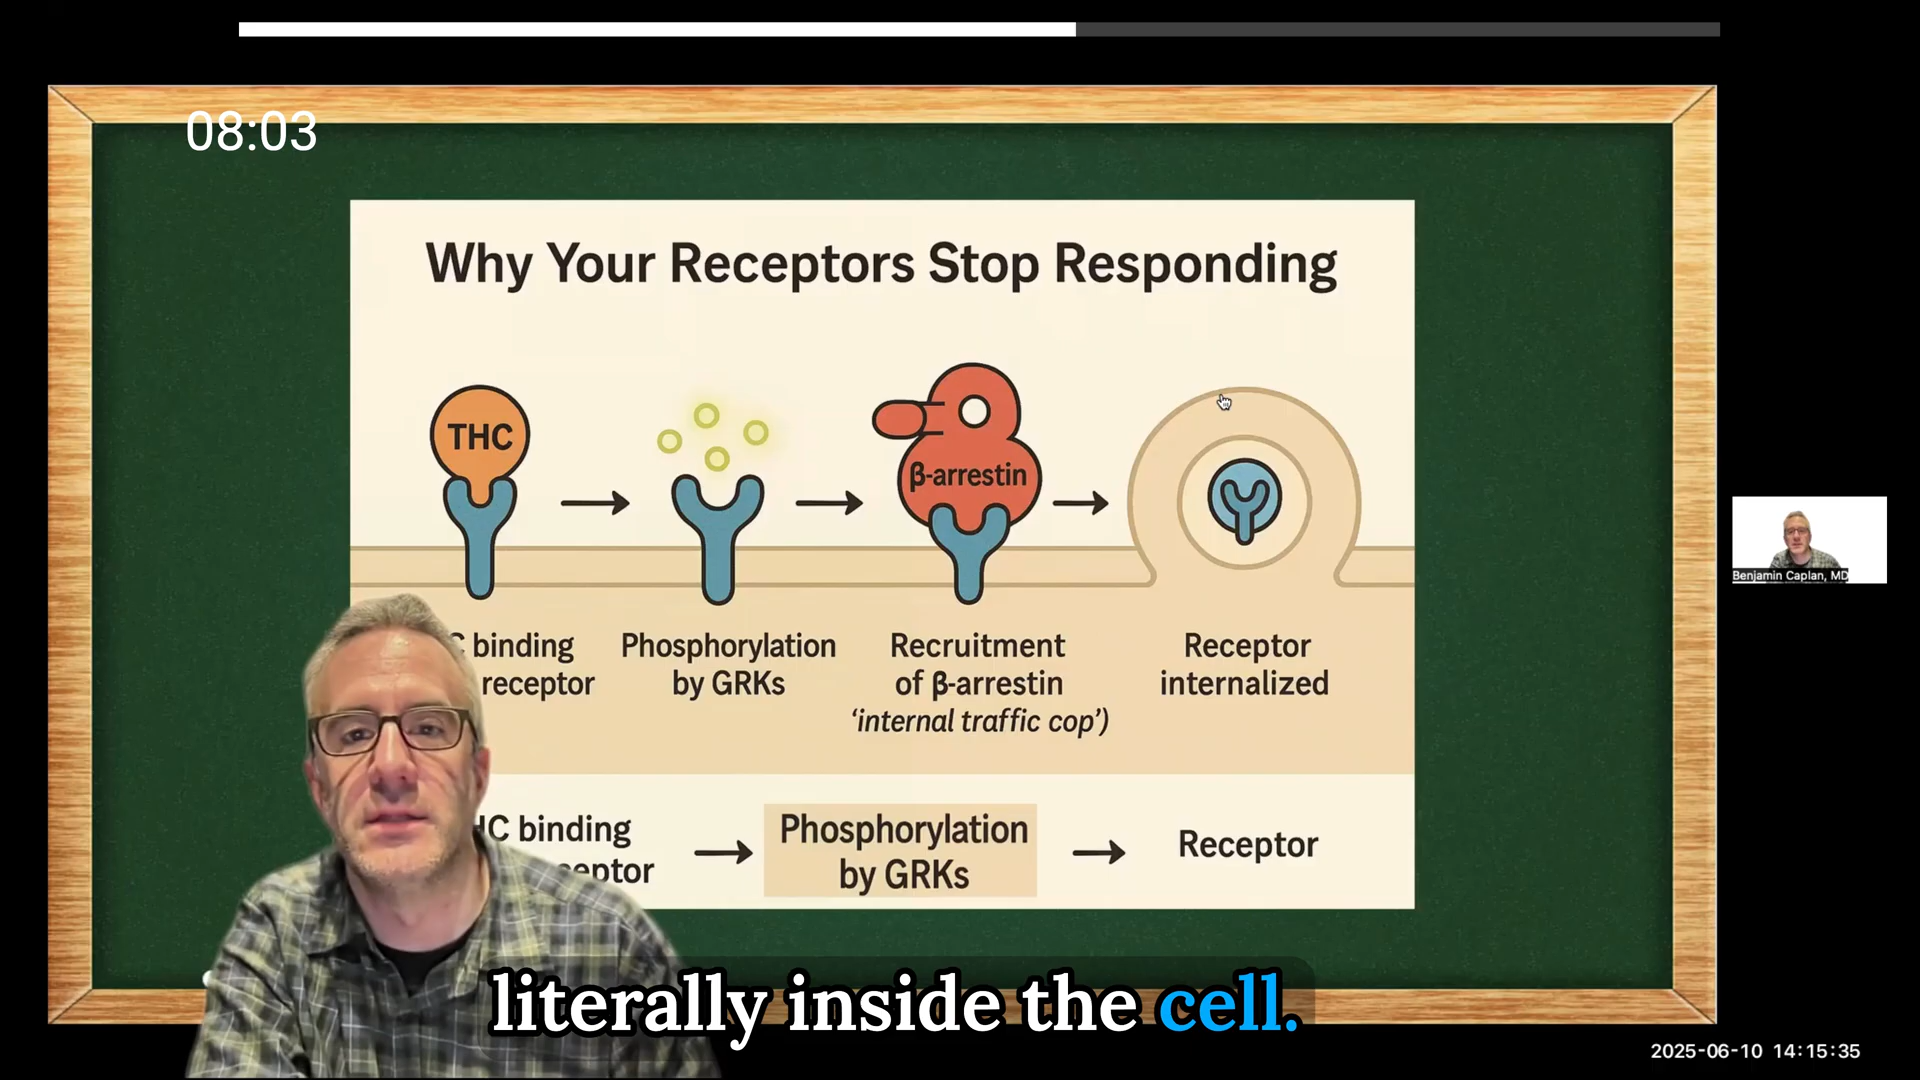 08:03
Why Your Receptors Stop Responding
THC
β-arrestin
binding
receptor
Phosphorylation
by GRKs
Recruitment
of β-arrestin
‘internal traffic cop’)
Receptor
internalized
binding
Phosphorylation
by GRKs
Receptor
literally inside the cell.
Benjamin Caplan, MD
2025-06-10 14:15:35